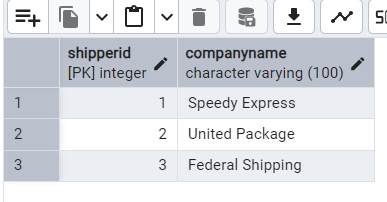 shipperid companyname
[PK] integer character varying (100)
1 1 Speedy Express
2 2 United Package
3 3 Federal Shipping